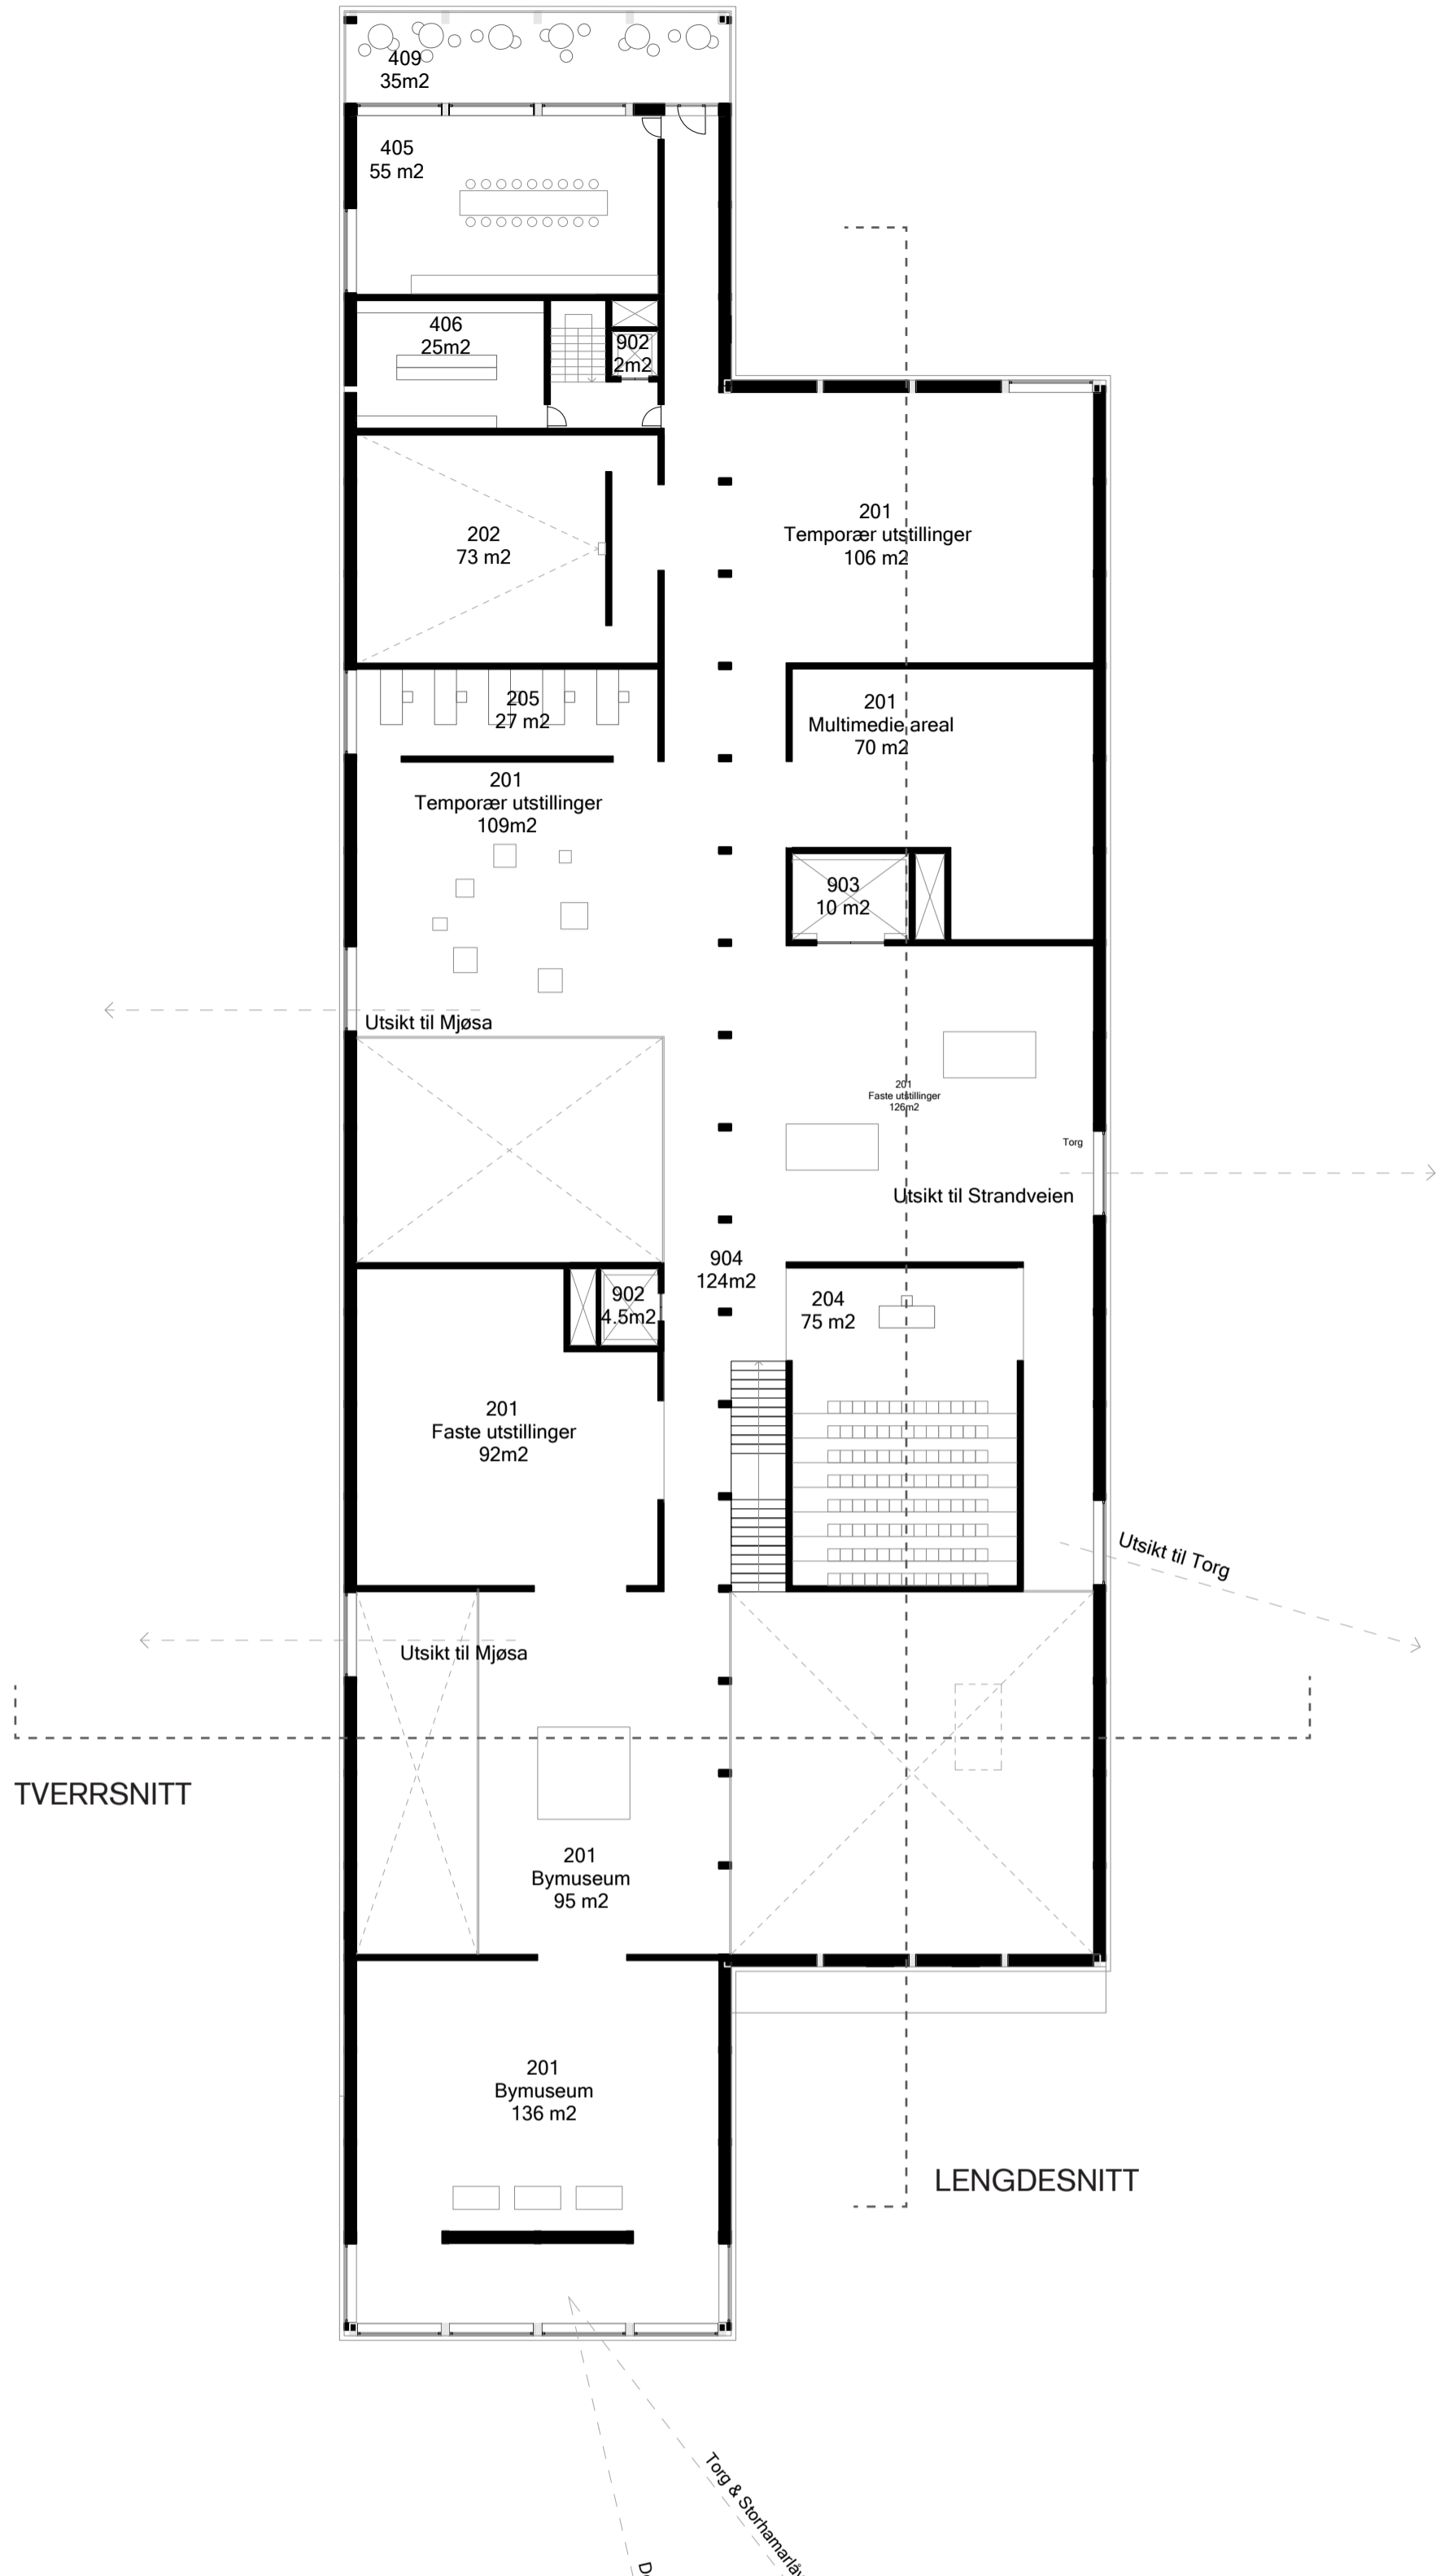 409
35m2
405
55 m2
406
25m2
902
2m2
201
Temporær utstillinger
106 m2
202
73 m2
205
27 m2
201
Multimedie areal
70 m2
201
Temporær utstillinger
109m2
903
10 m2
Utsikt til Mjøsa
201
Faste utstillinger
126m2
Torg
Utsikt til Strandveien
904
124m2
902
4.5m2
204
75 m2
201
Faste utstillinger
92m2
Utsikt til Torg
Utsikt til Mjøsa
TVERRSNITT
201
Bymuseum
95 m2
201
Bymuseum
136 m2
LENGDESNITT
Torg & Storhamarlåv